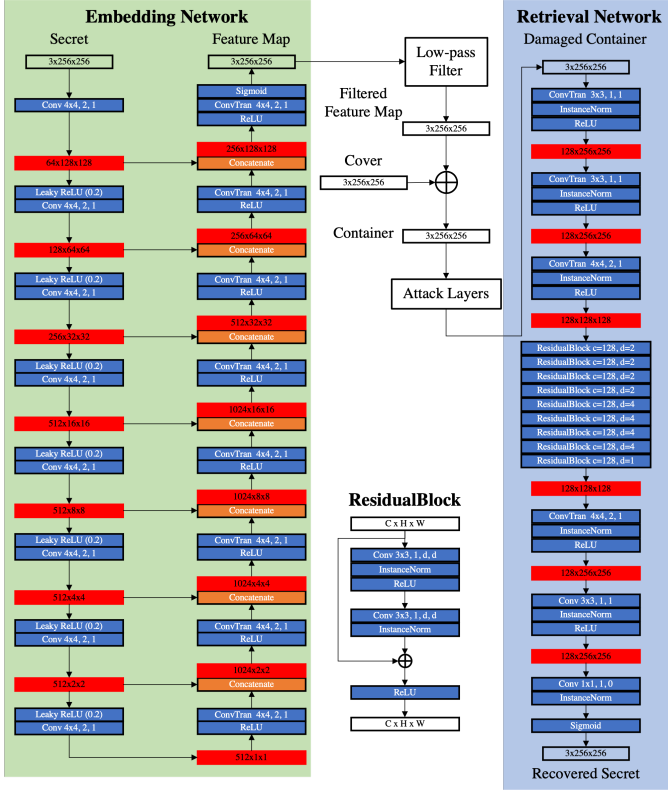 Embedding Network
Secret
3x256x256
Conv 4x4, 2, 1
64x128x128
Leaky ReLU (0.2)
Conv 4x4, 2, 1
128x64x64
Leaky ReLU (0.2)
Conv 4x4, 2, 1
256x32x32
Leaky ReLU (0.2)
Conv 4x4, 2, 1
512x16x16
Leaky ReLU (0.2)
Conv 4x4, 2, 1
512x8x8
Leaky ReLU (0.2)
Conv 4x4, 2, 1
512x4x4
Leaky ReLU (0.2)
Conv 4x4, 2, 1
512x2x2
Leaky ReLU (0.2)
Conv 4x4, 2, 1
Feature Map
3x256x256
Sigmoid
ConvTran 4x4, 2, 1
ReLU
256x128x128
Concatenate
ConvTran 4x4, 2, 1
ReLU
256x64x64
Concatenate
ConvTran 4x4, 2, 1
ReLU
512x32x32
Concatenate
ConvTran 4x4, 2, 1
ReLU
1024x16x16
Concatenate
ConvTran 4x4, 2, 1
ReLU
1024x8x8
Concatenate
ConvTran 4x4, 2, 1
ReLU
1024x4x4
Concatenate
ConvTran 4x4, 2, 1
ReLU
1024x2x2
Concatenate
ConvTran 4x4, 2, 1
ReLU
512x1x1
Low-pass
Filter
Filtered
Feature Map
3x256x256
Cover
3x256x256
Container
3x256x256
Attack Layers
ResidualBlock
C x H x W
Conv 3x3, 1, d, d
InstanceNorm
ReLU
Conv 3x3, 1, d, d
InstanceNorm
ReLU
C x H x W
Retrieval Network
Damaged Container
3x256x256
ConvTran 3x3, 1, 1
InstanceNorm
ReLU
128x256x256
ConvTran 3x3, 1, 1
InstanceNorm
ReLU
128x256x256
ConvTran 4x4, 2, 1
InstanceNorm
ReLU
128x128x128
ResidualBlock c=128, d=2
ResidualBlock c=128, d=2
ResidualBlock c=128, d=2
ResidualBlock c=128, d=2
ResidualBlock c=128, d=4
ResidualBlock c=128, d=4
ResidualBlock c=128, d=4
ResidualBlock c=128, d=4
ResidualBlock c=128, d=1
128x128x128
ConvTran 4x4, 2, 1
InstanceNorm
ReLU
128x256x256
Conv 3x3, 1, 1
InstanceNorm
ReLU
128x256x256
Conv 1x1, 1, 0
InstanceNorm
Sigmoid
3x256x256
Recovered Secret